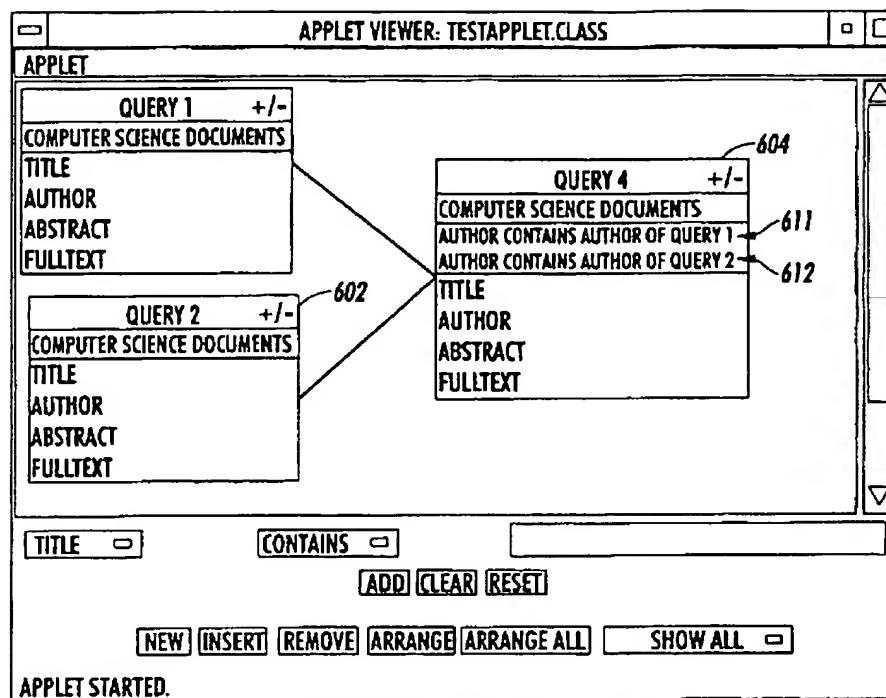 APPLET VIEWER: TESTAPPLET.CLASS
APPLET
QUERY 1 +/-
COMPUTER SCIENCE DOCUMENTS
TITLE
AUTHOR
ABSTRACT
FULLTEXT
QUERY 2 +/-
602
COMPUTER SCIENCE DOCUMENTS
TITLE
AUTHOR
ABSTRACT
FULLTEXT
604
QUERY 4 +/-
COMPUTER SCIENCE DOCUMENTS
AUTHOR CONTAINS AUTHOR OF QUERY 1
611
AUTHOR CONTAINS AUTHOR OF QUERY 2
612
TITLE
AUTHOR
ABSTRACT
FULLTEXT
TITLE CONTAINS
ADD CLEAR RESET
NEW INSERT REMOVE ARRANGE ARRANGE ALL SHOW ALL
APPLET STARTED.